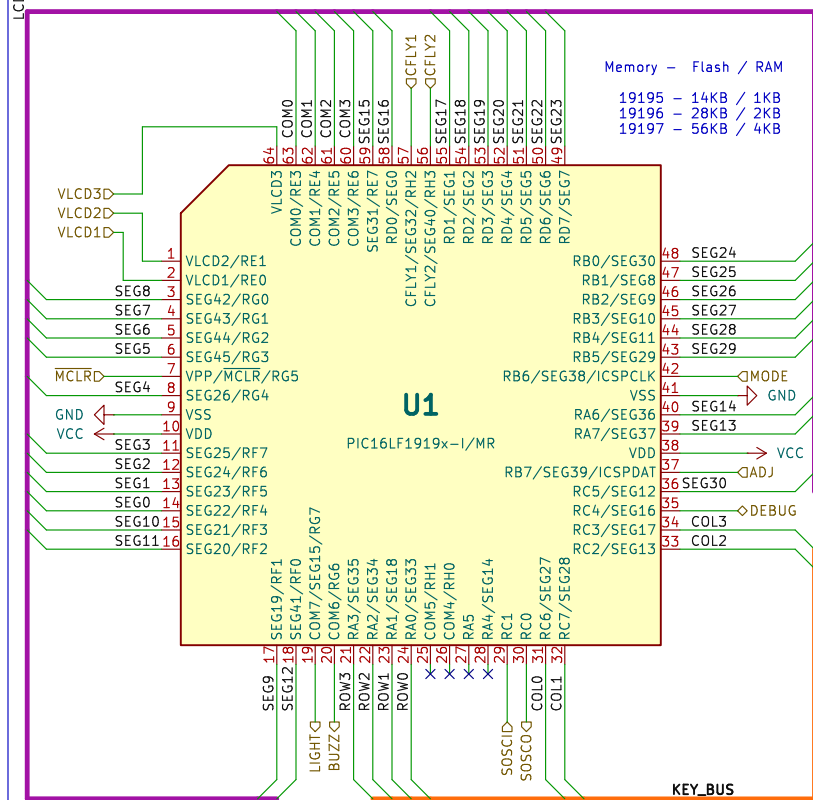 LCD
COM0
COM1
COM2
COM3
SEG15
SEG16
CFLY1
CFLY2
SEG17
SEG18
SEG19
SEG20
SEG21
SEG22
SEG23
Memory - Flash / RAM
19195 - 14KB / 1KB
19196 - 28KB / 2KB
19197 - 56KB / 4KB
64
63
62
61
60
59
58
57
56
55
54
53
52
51
50
49
VLCD3
COM0/RE3
COM1/RE4
COM2/RE5
COM3/RE6
SEG31/RE7
RD0/SEG0
CFLY1/SEG32/RH2
CFLY2/SEG40/RH3
RD1/SEG1
RD2/SEG2
RD3/SEG3
RD4/SEG4
RD5/SEG5
RD6/SEG6
RD7/SEG7
VLCD3
VLCD2
VLCD1
1 VLCD2/RE1
2 VLCD1/RE0
SEG8 3 SEG42/RG0
SEG7 4 SEG43/RG1
SEG6 5 SEG44/RG2
SEG5 6 SEG45/RG3
MCLR 7 VPP/MCLR/RG5
SEG4 8 SEG26/RG4
GND 9 VSS
VCC 10 VDD
SEG3 11 SEG25/RF7
SEG2 12 SEG24/RF6
SEG1 13 SEG23/RF5
SEG0 14 SEG22/RF4
SEG10 15 SEG21/RF3
SEG11 16 SEG20/RF2
U1
PIC16LF1919x-I/MR
RB0/SEG30 48 SEG24
RB1/SEG8 47 SEG25
RB2/SEG9 46 SEG26
RB3/SEG10 45 SEG27
RB4/SEG11 44 SEG28
RB5/SEG29 43 SEG29
RB6/SEG38/ICSPCLK 42 MODE
VSS 41 GND
RA6/SEG36 40 SEG14
RA7/SEG37 39 SEG13
VDD 38 VCC
RB7/SEG39/ICSPDAT 37 ADJ
RC5/SEG12 36 SEG30
RC4/SEG16 35 DEBUG
RC3/SEG17 34 COL3
RC2/SEG13 33 COL2
SEG19/RF1
SEG41/RF0
COM7/SEG15/RG7
COM6/RG6
RA3/SEG35
RA2/SEG34
RA1/SEG18
RA0/SEG33
COM5/RH1
COM4/RH0
RA5
RA4/SEG14
RC1
RC0
RC6/SEG27
RC7/SEG28
17
18
19
20
21
22
23
24
25
26
27
28
29
30
31
32
SEG9
SEG12
LIGHT
BUZZ
ROW3
ROW2
ROW1
ROW0
SOSCI
SOSCO
COL0
COL1
KEY_BUS